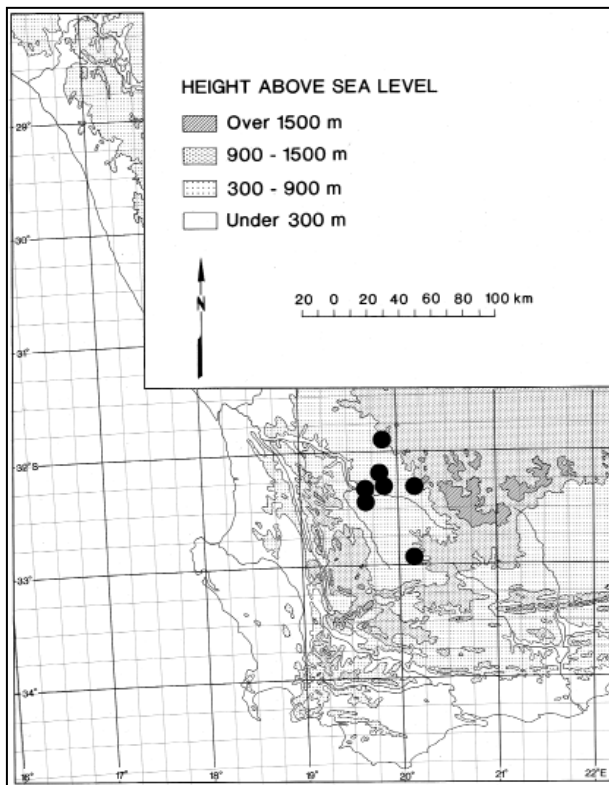 HEIGHT ABOVE SEA LEVEL
Over 1500 m
900 - 1500 m
300 - 900 m
Under 300 m
N
20 0 20 40 60 80 100 km
29°
30°
31°
32°S
33°
34°
16°
17°
18°
19°
20°
21°
22°E